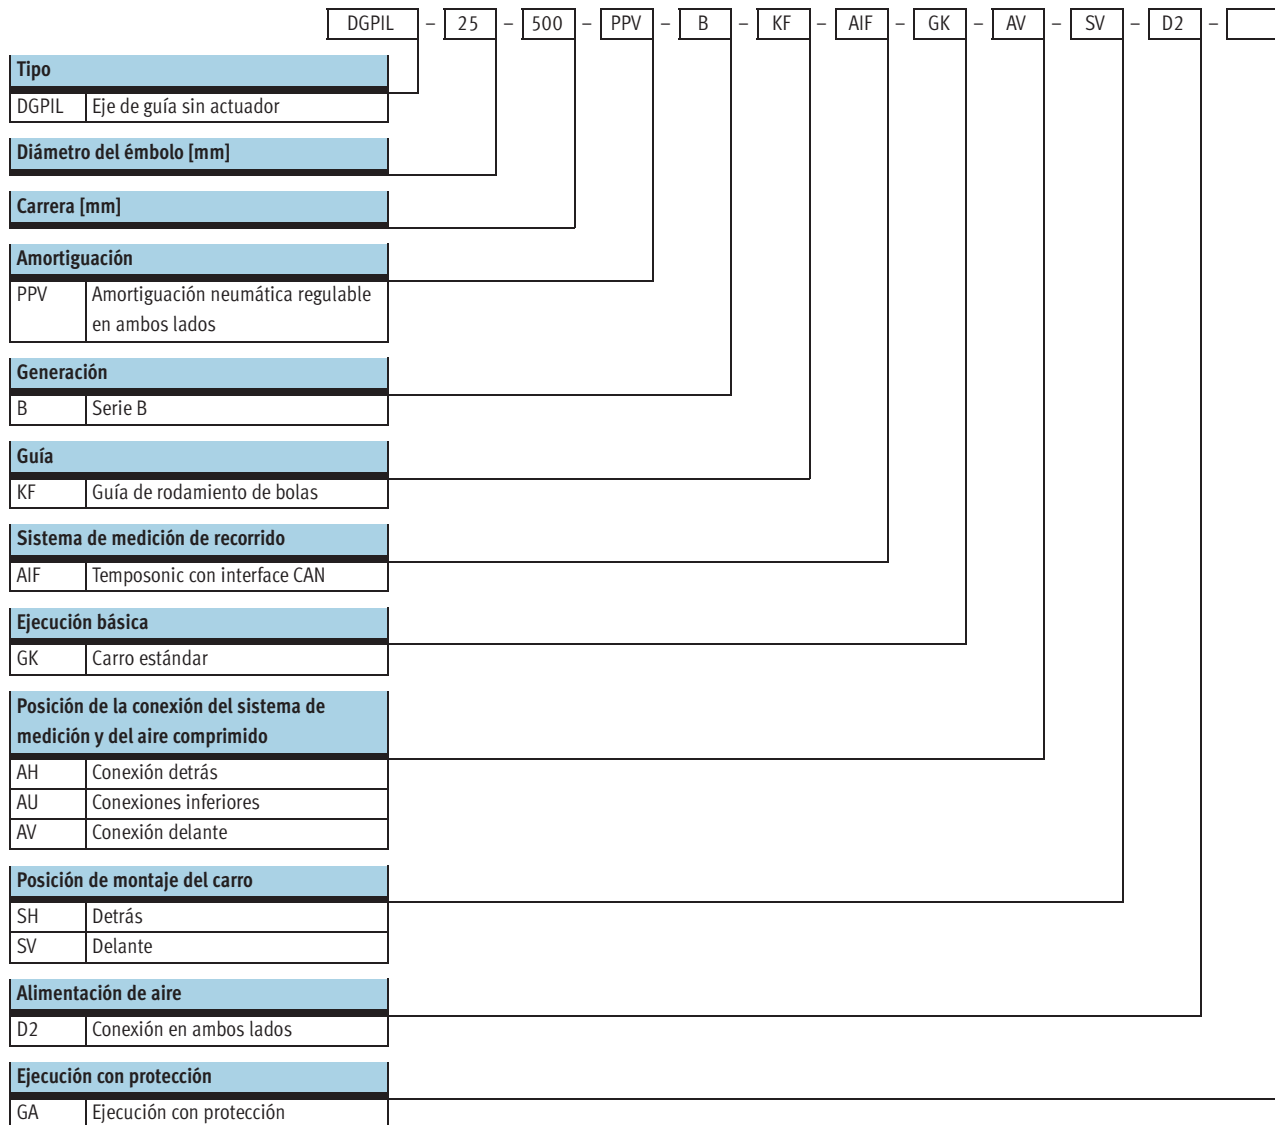 DGPIL – 25 – 500 – PPV – B – KF – AIF – GK – AV – SV – D2 –
Tipo
DGPIL Eje de guía sin actuador
Diámetro del émbolo [mm]
Carrera [mm]
Amortiguación
PPV Amortiguación neumática regulable
en ambos lados
Generación
B Serie B
Guía
KF Guía de rodamiento de bolas
Sistema de medición de recorrido
AIF Temposonic con interface CAN
Ejecución básica
GK Carro estándar
Posición de la conexión del sistema de
medición y del aire comprimido
AH Conexión detrás
AU Conexiones inferiores
AV Conexión delante
Posición de montaje del carro
SH Detrás
SV Delante
Alimentación de aire
D2 Conexión en ambos lados
Ejecución con protección
GA Ejecución con protección